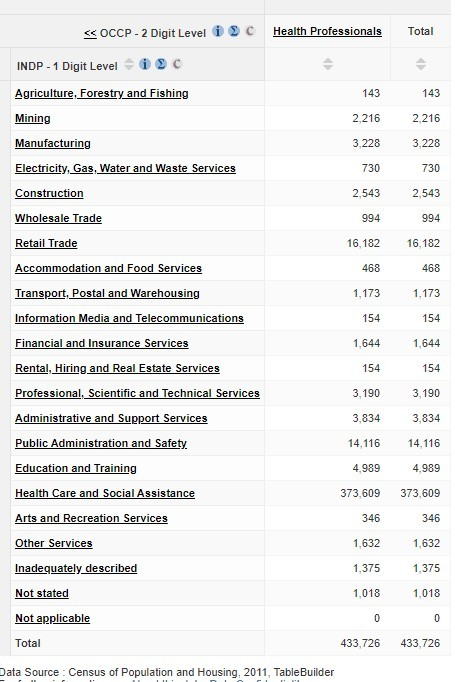 << OCCP - 2 Digit Level i Σ C Health Professionals Total
INDP - 1 Digit Level i Σ C
Agriculture, Forestry and Fishing 143 143
Mining 2,216 2,216
Manufacturing 3,228 3,228
Electricity, Gas, Water and Waste Services 730 730
Construction 2,543 2,543
Wholesale Trade 994 994
Retail Trade 16,182 16,182
Accommodation and Food Services 468 468
Transport, Postal and Warehousing 1,173 1,173
Information Media and Telecommunications 154 154
Financial and Insurance Services 1,644 1,644
Rental, Hiring and Real Estate Services 154 154
Professional, Scientific and Technical Services 3,190 3,190
Administrative and Support Services 3,834 3,834
Public Administration and Safety 14,116 14,116
Education and Training 4,989 4,989
Health Care and Social Assistance 373,609 373,609
Arts and Recreation Services 346 346
Other Services 1,632 1,632
Inadequately described 1,375 1,375
Not stated 1,018 1,018
Not applicable 0 0
Total 433,726 433,726
Data Source : Census of Population and Housing, 2011, TableBuilder